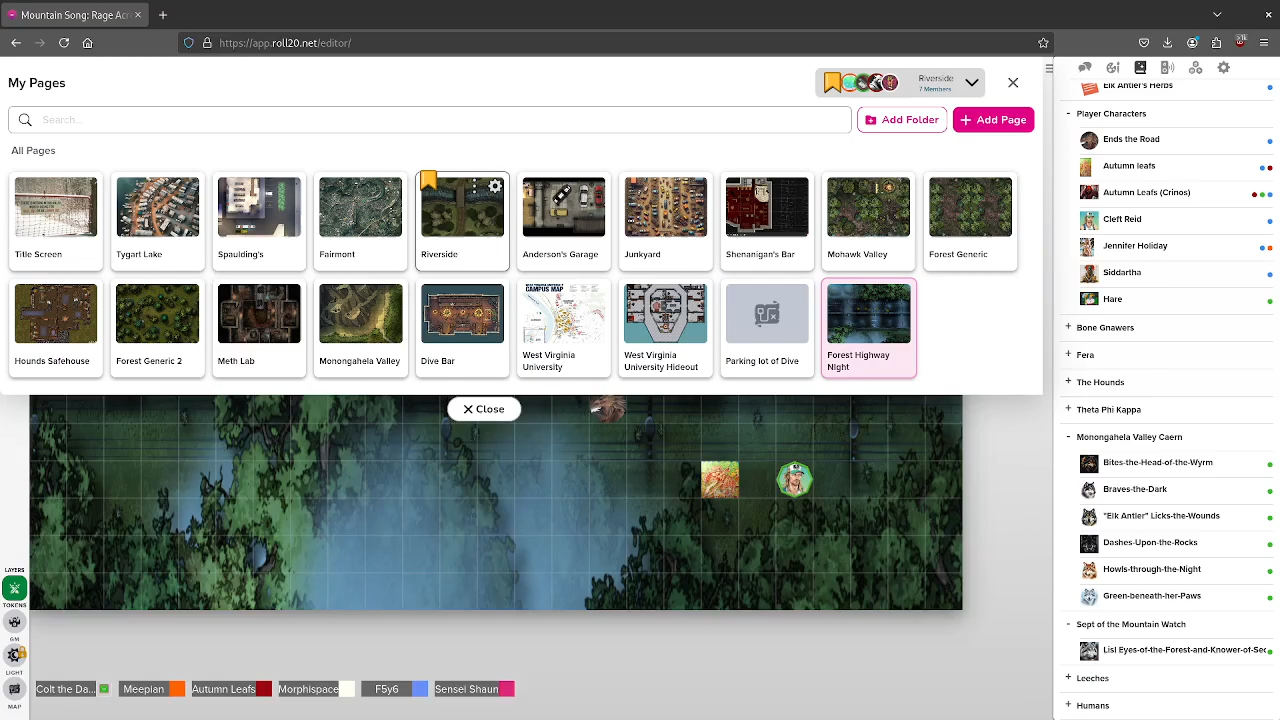 Mountain Song: Rage Acr
https://app.roll20.net/editor/
My Pages
Riverside
7 Members
Search...
Add Folder
Add Page
All Pages
Title Screen
Tygart Lake
Spaulding's
Fairmont
Riverside
Anderson's Garage
Junkyard
Shenanigan's Bar
Mohawk Valley
Forest Generic
Hounds Safehouse
Forest Generic 2
Meth Lab
Monongahela Valley
Dive Bar
CAMPUS MAP
West Virginia
University
West Virginia
University Hideout
Parking lot of Dive
Forest Highway
Night
Close
LAYERS
TOKENS
GM
LIGHT
MAP
Colt the Da...
Meepian
Autumn Leafs
Morphispace
F5y6
Sensei Shaun
Elk Antler's Herbs
- Player Characters
Ends the Road
Autumn leafs
Autumn Leafs (Crinos)
Cleft Reid
Jennifer Holiday
Siddartha
Hare
+ Bone Gnawers
+ Fera
+ The Hounds
+ Theta Phi Kappa
- Monongahela Valley Caern
Bites-the-Head-of-the-Wyrm
Braves-the-Dark
"Elk Antler" Licks-the-Wounds
Dashes-Upon-the-Rocks
Howls-through-the-Night
Green-beneath-her-Paws
- Sept of the Mountain Watch
Lisl Eyes-of-the-Forest-and-Knower-of-Sec
+ Leeches
+ Humans